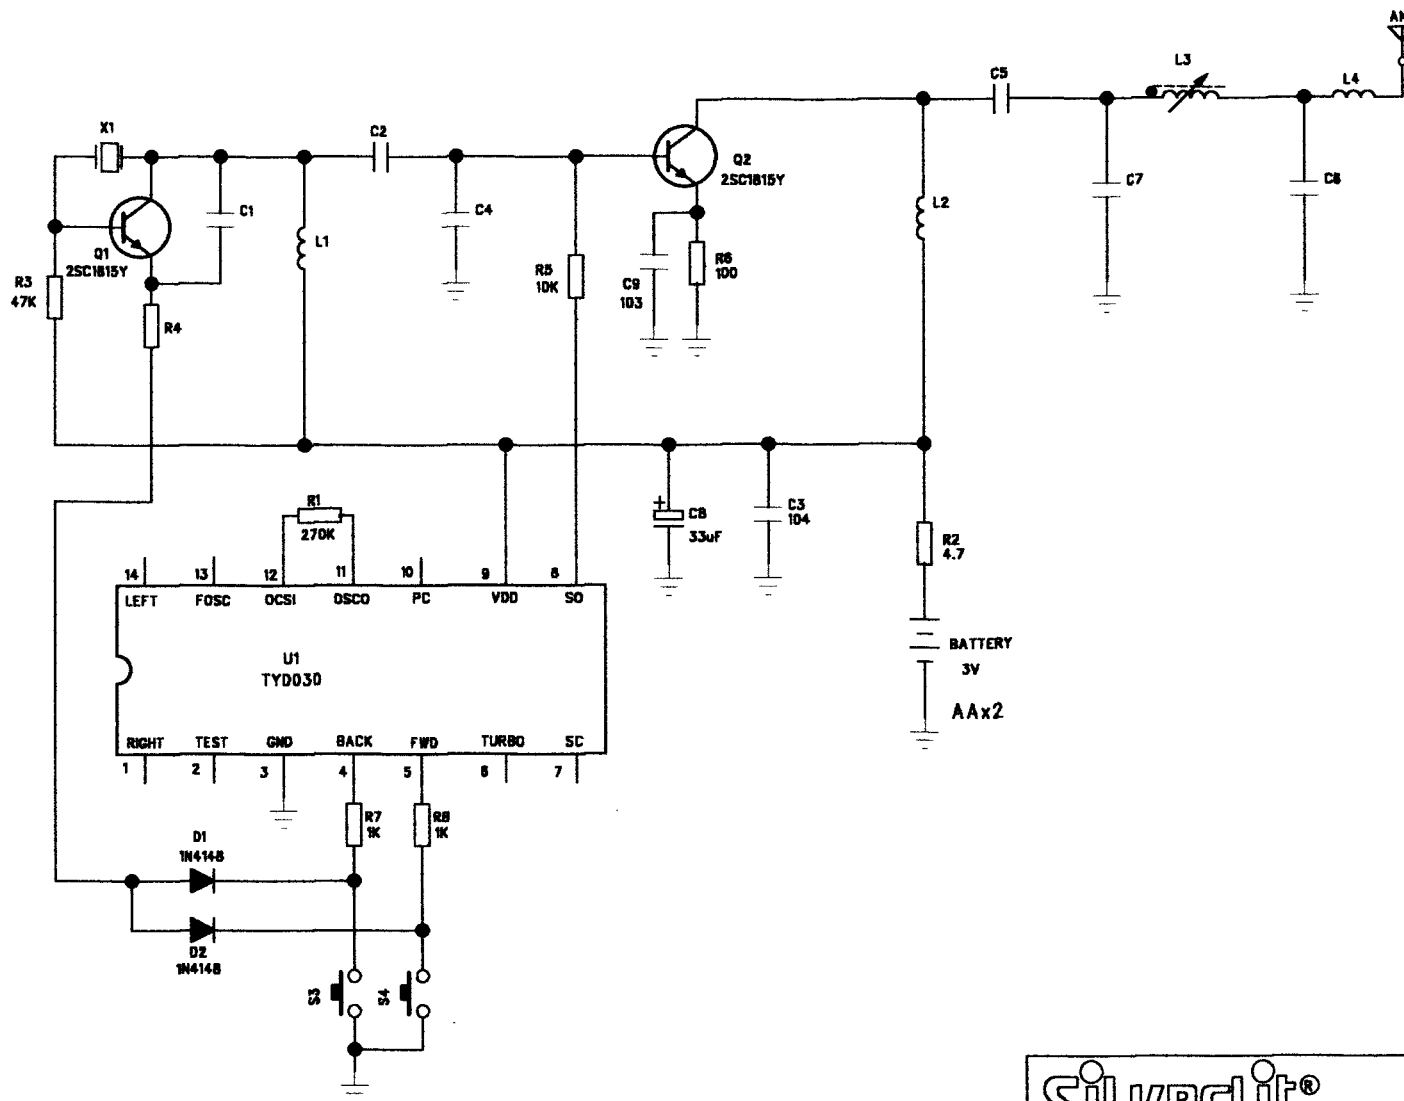 AN
L3
C5
L4
X1
C2
Q2
2SC1815Y
C1
C4
C7
C6
L2
Q1
2SC1815Y
L1
R3
47K
R5
10K
C9
103
R6
100
R4
R1
270K
+
C8
33uF
C3
104
R2
4.7
14 13 12 11 10 9 8
LEFT FOSC OCSI OSCO PC VDD SO
U1
TYD030
BATTERY
3V
AAx2
RIGHT TEST GND BACK FWD TURBO SC
1 2 3 4 5 6 7
R7
1K
R8
1K
D1
1N4148
D2
1N4148
S3
S4
Silverlit®